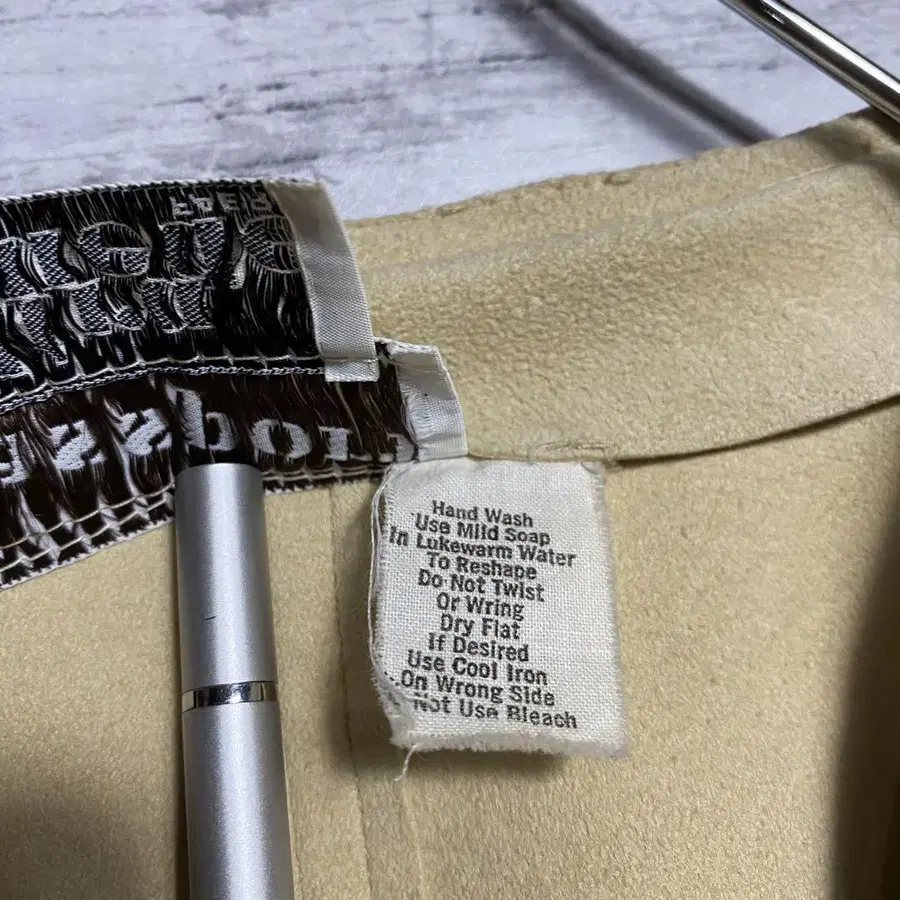 Hand Wash
Use Mild Soap
In Lukewarm Water
To Reshape
Do Not Twist
Or Wring
Dry Flat
If Desired
Use Cool Iron
On Wrong Side
Not Use Bleach